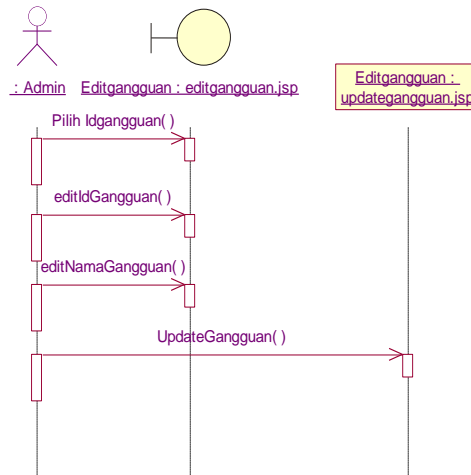 : Admin
Editgangguan : editgangguan.jsp
Editgangguan :
updategangguan.jsp
Pilih Idgangguan( )
editIdGangguan( )
editNamaGangguan( )
UpdateGangguan( )